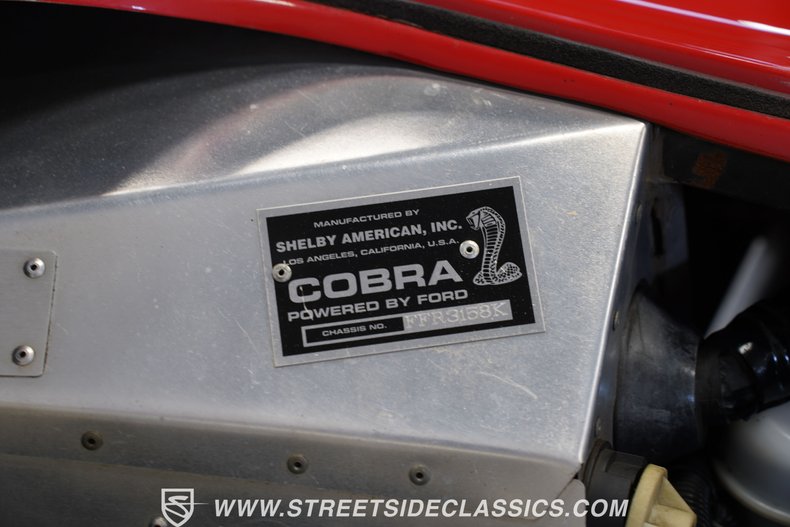 MANUFACTURED BY
SHELBY AMERICAN, INC.
LOS ANGELES, CALIFORNIA, U.S.A.
COBRA
POWERED BY FORD
CHASSIS NO. FFR3158K
WWW.STREETSIDECLASSICS.COM